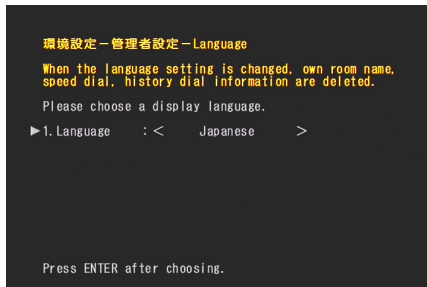 環境設定－管理者設定－Language
When the language setting is changed, own room name,
speed dial, history dial information are deleted.
Please choose a display language.
▶1.Language ：＜ Japanese ＞
Press ENTER after choosing.